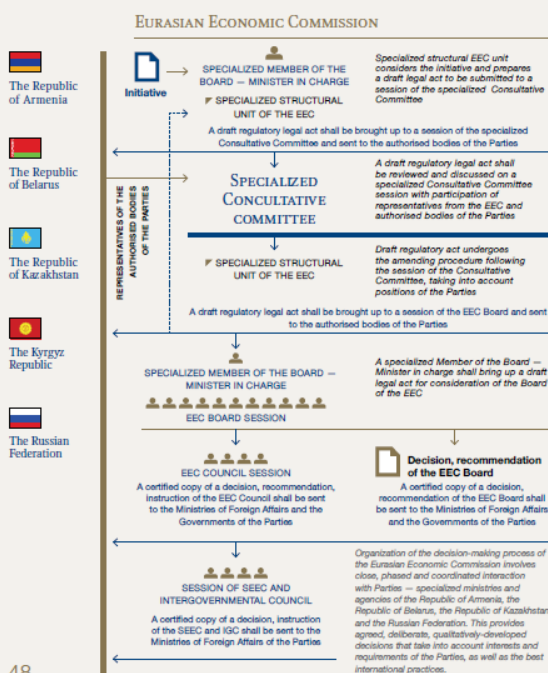 EURASIAN ECONOMIC COMMISSION
The Republic
of Armenia
The Republic
of Belarus
The Republic
of Kazakhstan
The Kyrgyz
Republic
The Russian
Federation
48
REPRESENTATIVES OF THE
AUTHORISED BODIES
OF THE PARTIES
Initiative
SPECIALIZED MEMBER OF THE
BOARD — MINISTER IN CHARGE
SPECIALIZED STRUCTURAL
UNIT OF THE EEC
Specialized structural EEC unit
considers the initiative and prepares
a draft legal act to be submitted to a
session of the specialized Consultative
Committee
A draft regulatory legal act shall be brought up to a session of the specialized
Consultative Committee and sent to the authorised bodies of the Parties
SPECIALIZED
CONCULTATIVE
COMMITTEE
A draft regulatory legal act shall
be reviewed and discussed on a
specialized Consultative Committee
session with participation of
representatives from the EEC and
authorised bodies of the Parties
SPECIALIZED STRUCTURAL
UNIT OF THE EEC
Draft regulatory act undergoes
the amending procedure following
the session of the Consultative
Committee, taking into account
positions of the Parties
A draft regulatory legal act shall be brought up to a session of the EEC Board and sent
to the authorised bodies of the Parties
SPECIALIZED MEMBER OF THE BOARD —
MINISTER IN CHARGE
EEC BOARD SESSION
A specialized Member of the Board —
Minister in charge shall bring up a draft
legal act for consideration of the Board
of the EEC
EEC COUNCIL SESSION
A certified copy of a decision, recommendation,
instruction of the EEC Council shall be sent
to the Ministries of Foreign Affairs and the
Governments of the Parties
Decision, recommendation
of the EEC Board
A certified copy of a decision,
recommendation of the EEC Board shall
be sent to the Ministries of Foreign Affairs
and the Governments of the Parties
SESSION OF SEEC AND
INTERGOVERNMENTAL COUNCIL
A certified copy of a decision, instruction
of the SEEC and IGC shall be sent to the
Ministries of Foreign Affairs of the Parties
Organization of the decision-making process of
the Eurasian Economic Commission involves
close, phased and coordinated interaction
with Parties — specialized ministries and
agencies of the Republic of Armenia, the
Republic of Belarus, the Republic of Kazakhstan
and the Russian Federation. This provides
agreed, deliberate, qualitatively-developed
decisions that take into account interests and
requirements of the Parties, as well as the best
international practices.